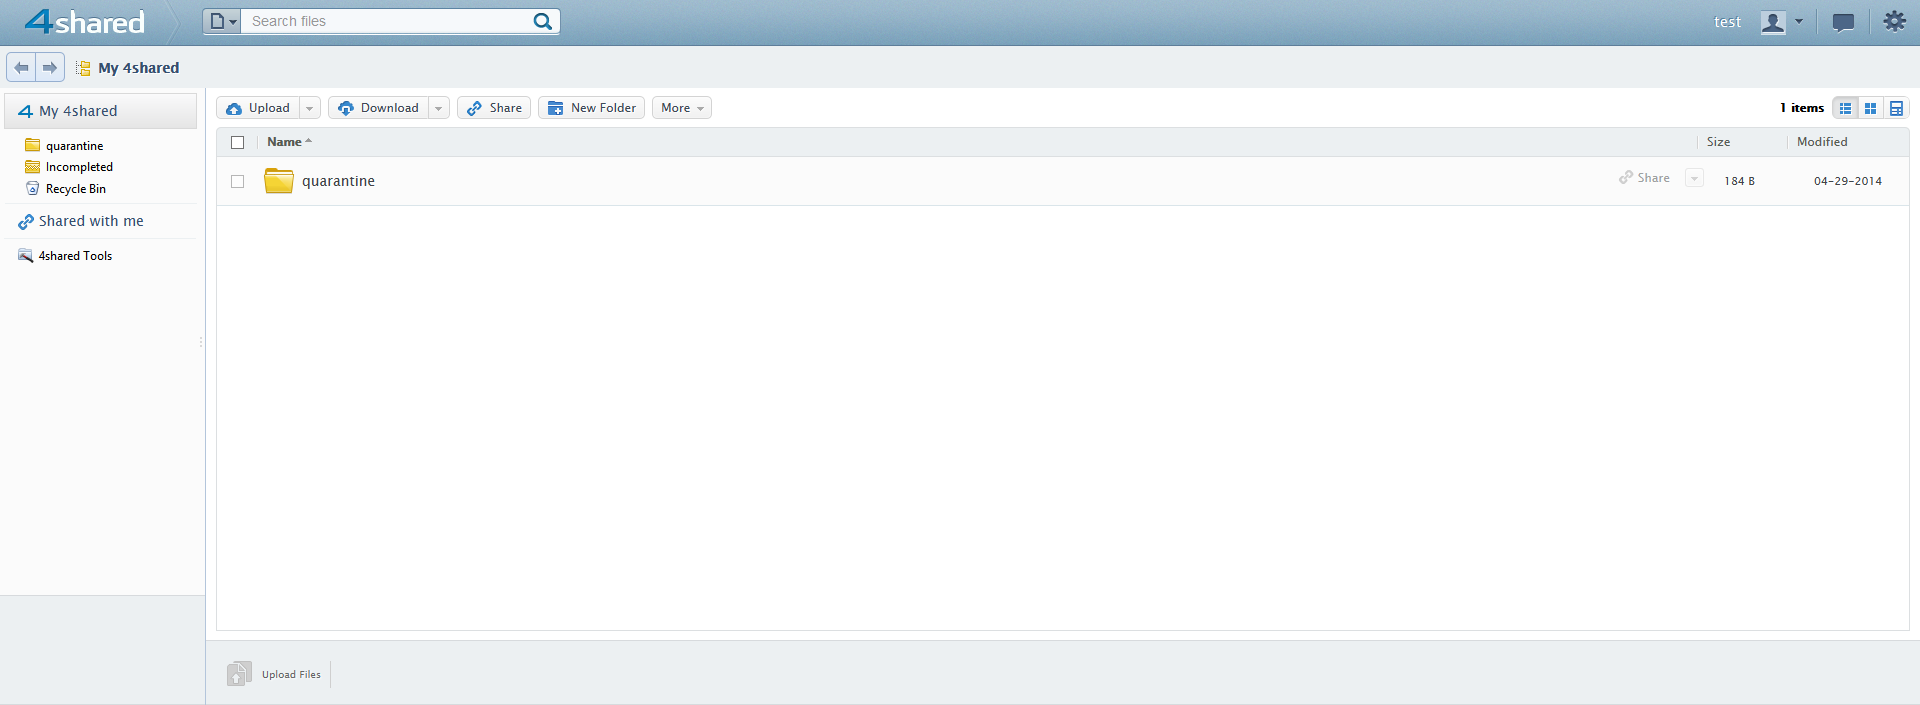 4shared
Search files
test
My 4shared
My 4shared
quarantine
Incompleted
Recycle Bin
Shared with me
4shared Tools
Upload Download Share New Folder More
1 items
Name Size Modified
quarantine Share 184 B 04-29-2014
Upload Files